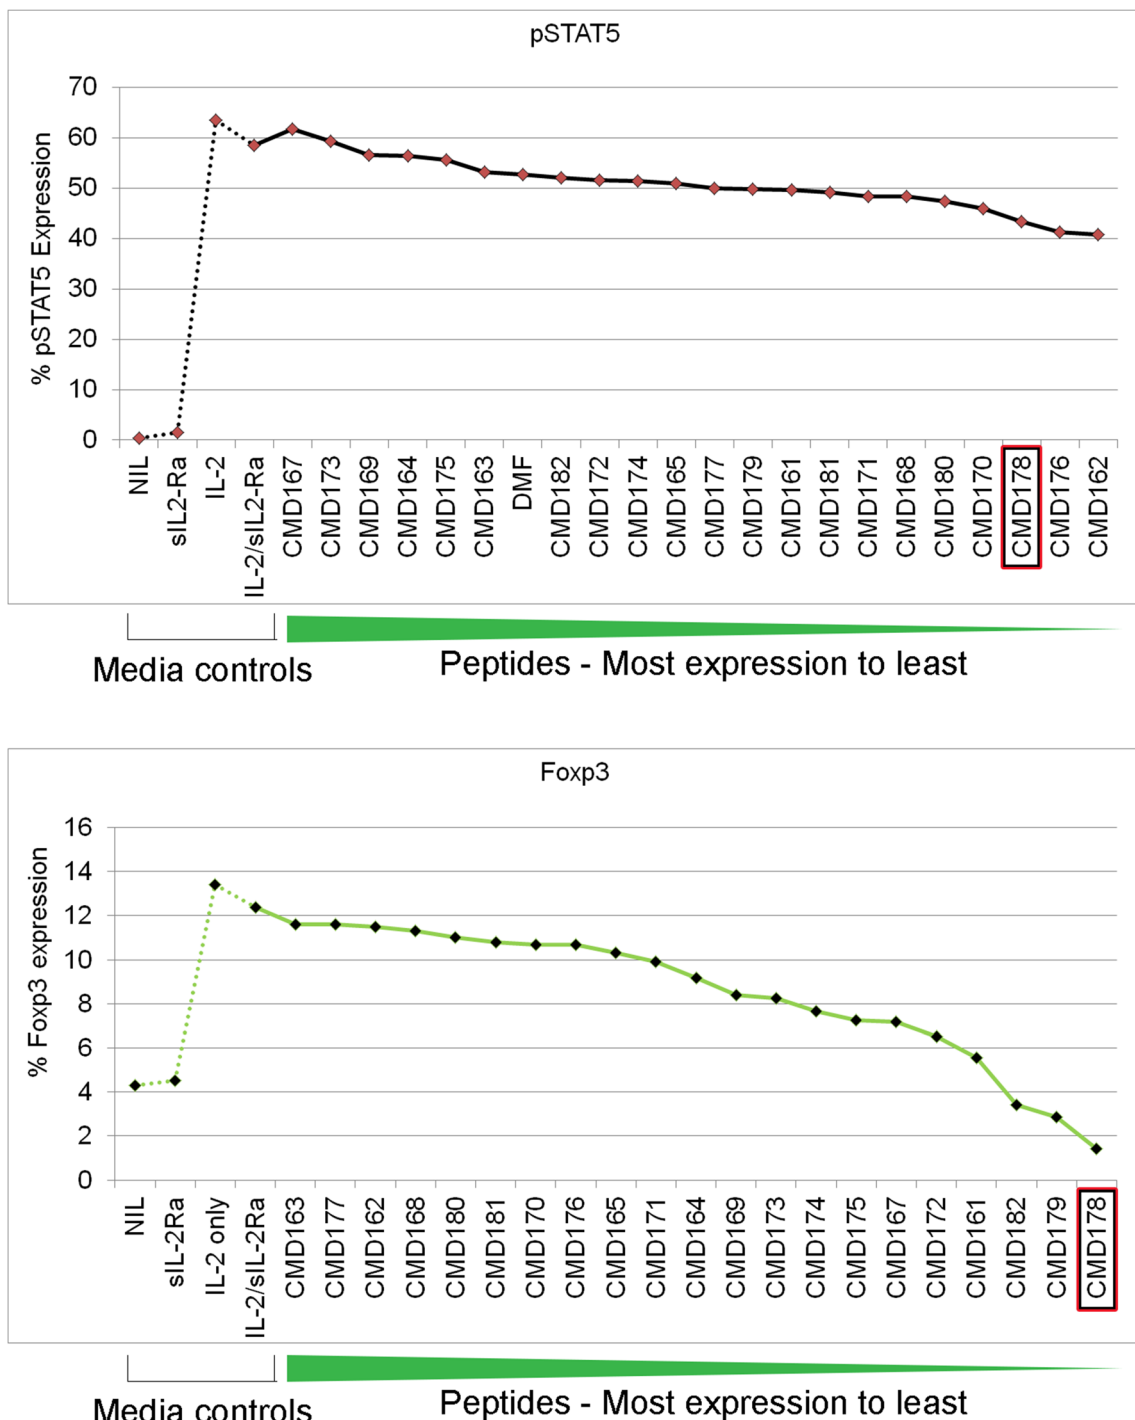 pSTAT5
% pSTAT5 Expression
70
60
50
40
30
20
10
0
NIL
sIL2-Ra
IL-2
IL-2/sIL2-Ra
CMD167
CMD173
CMD169
CMD164
CMD175
CMD163
DMF
CMD182
CMD172
CMD174
CMD165
CMD177
CMD179
CMD161
CMD181
CMD171
CMD168
CMD180
CMD170
CMD178
CMD176
CMD162
Media controls
Peptides - Most expression to least
Foxp3
% Foxp3 expression
16
14
12
10
8
6
4
2
0
NIL
sIL-2Ra
IL-2 only
IL-2/sIL-2Ra
CMD163
CMD177
CMD162
CMD168
CMD180
CMD181
CMD170
CMD176
CMD165
CMD171
CMD164
CMD169
CMD173
CMD174
CMD175
CMD167
CMD172
CMD161
CMD182
CMD179
CMD178
Media controls
Peptides - Most expression to least